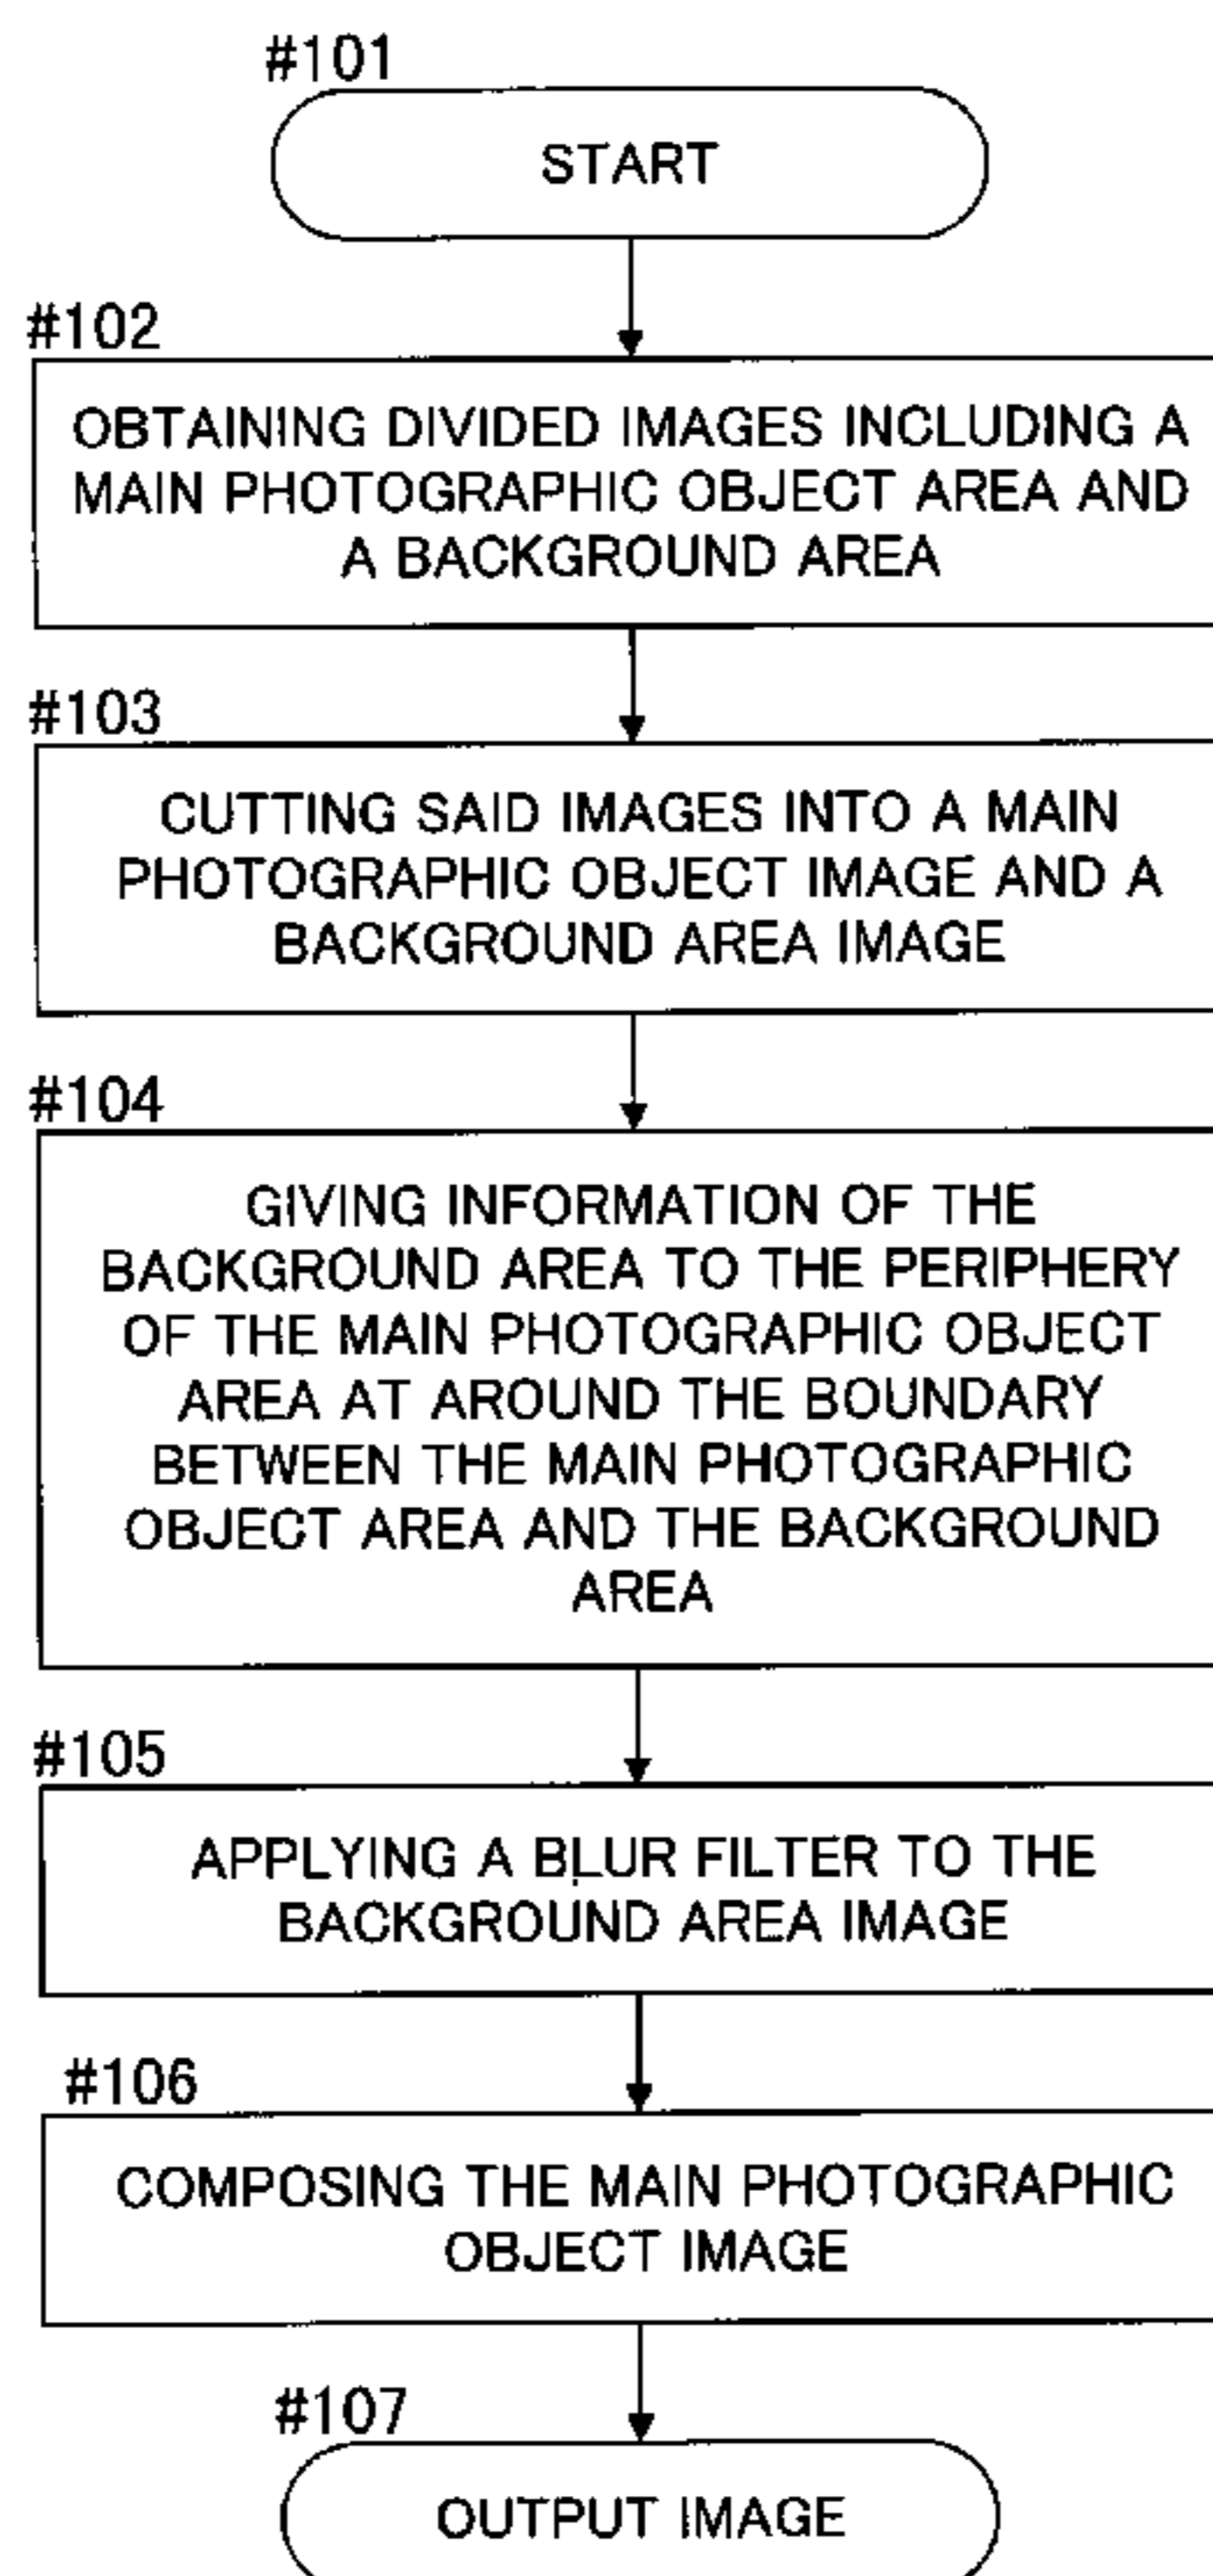 #101
START
#102
OBTAINING DIVIDED IMAGES INCLUDING A
MAIN PHOTOGRAPHIC OBJECT AREA AND
A BACKGROUND AREA
#103
CUTTING SAID IMAGES INTO A MAIN
PHOTOGRAPHIC OBJECT IMAGE AND A
BACKGROUND AREA IMAGE
#104
GIVING INFORMATION OF THE
BACKGROUND AREA TO THE PERIPHERY
OF THE MAIN PHOTOGRAPHIC OBJECT
AREA AT AROUND THE BOUNDARY
BETWEEN THE MAIN PHOTOGRAPHIC
OBJECT AREA AND THE BACKGROUND
AREA
#105
APPLYING A BLUR FILTER TO THE
BACKGROUND AREA IMAGE
#106
COMPOSING THE MAIN PHOTOGRAPHIC
OBJECT IMAGE
#107
OUTPUT IMAGE